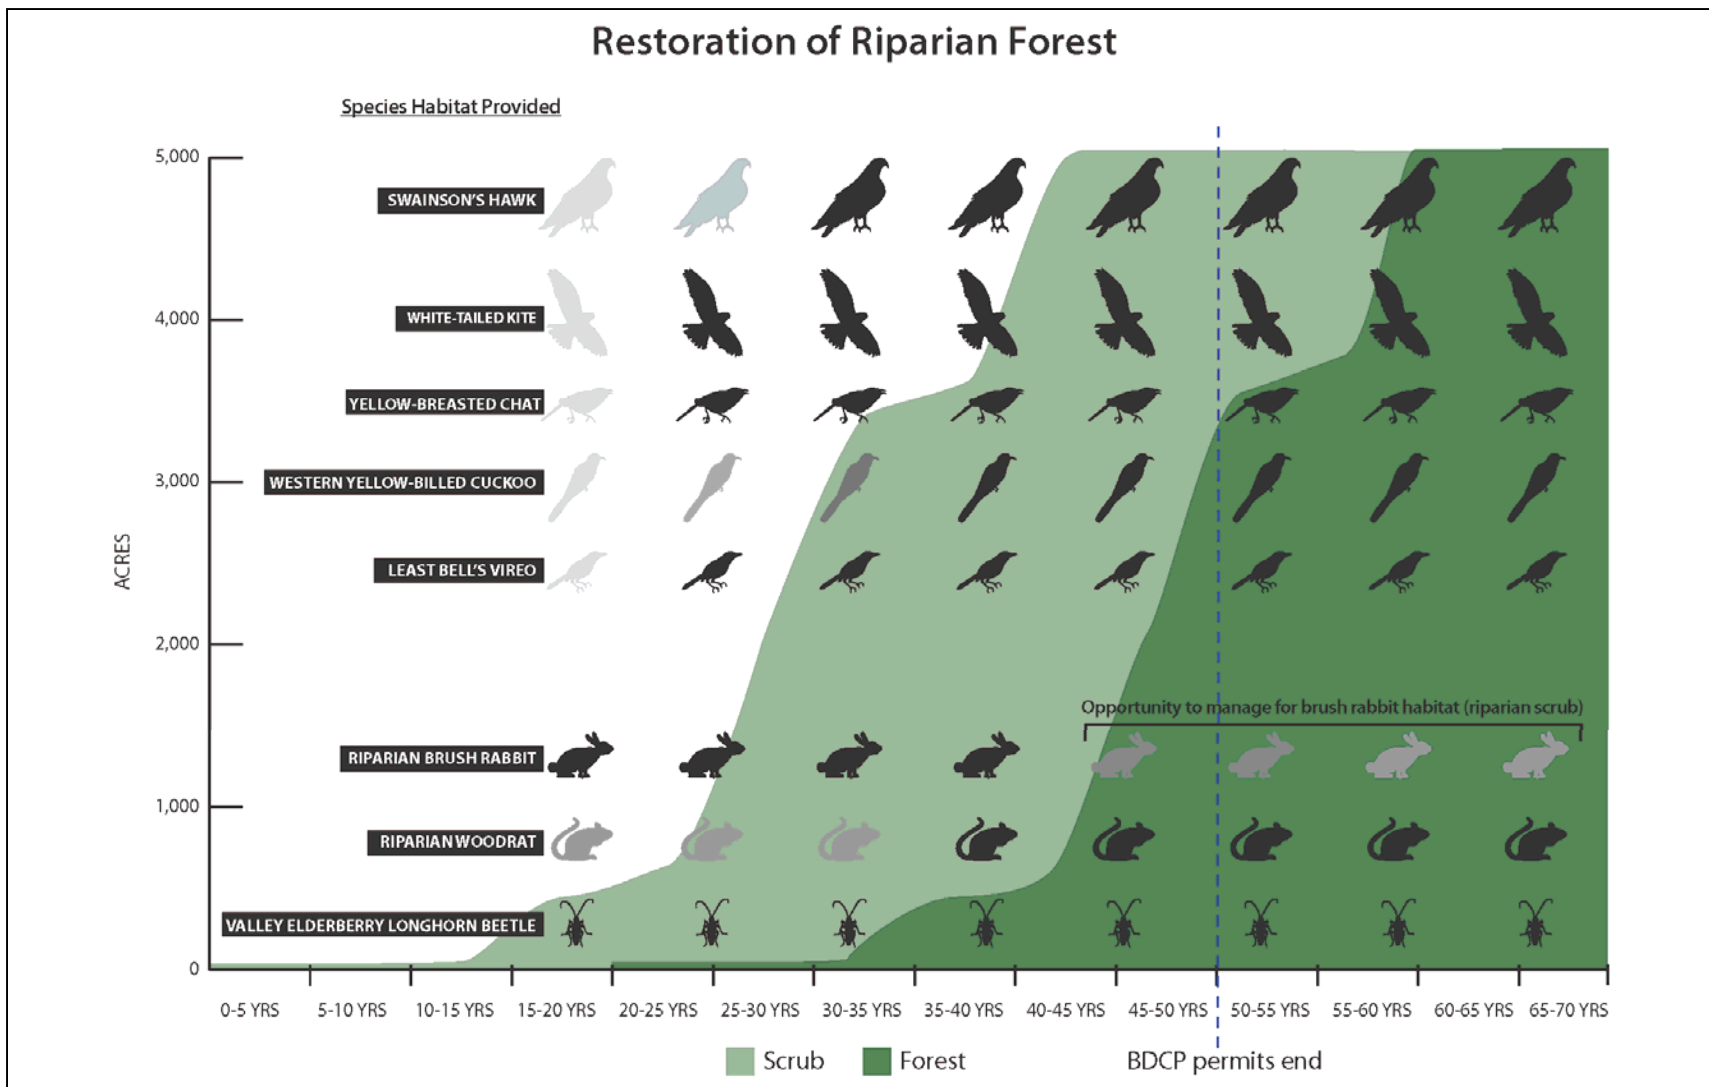 Restoration of Riparian Forest
Species Habitat Provided
5,000
SWAINSON'S HAWK
4,000
WHITE-TAILED KITE
YELLOW-BREASTED CHAT
3,000
WESTERN YELLOW-BILLED CUCKOO
LEAST BELL'S VIREO
ACRES
2,000
Opportunity to manage for brush rabbit habitat (riparian scrub)
RIPARIAN BRUSH RABBIT
1,000
RIPARIAN WOODRAT
VALLEY ELDERBERRY LONGHORN BEETLE
0
0-5 YRS 5-10 YRS 10-15 YRS 15-20 YRS 20-25 YRS 25-30 YRS 30-35 YRS 35-40 YRS 40-45 YRS 45-50 YRS 50-55 YRS 55-60 YRS 60-65 YRS 65-70 YRS
Scrub Forest BDCP permits end